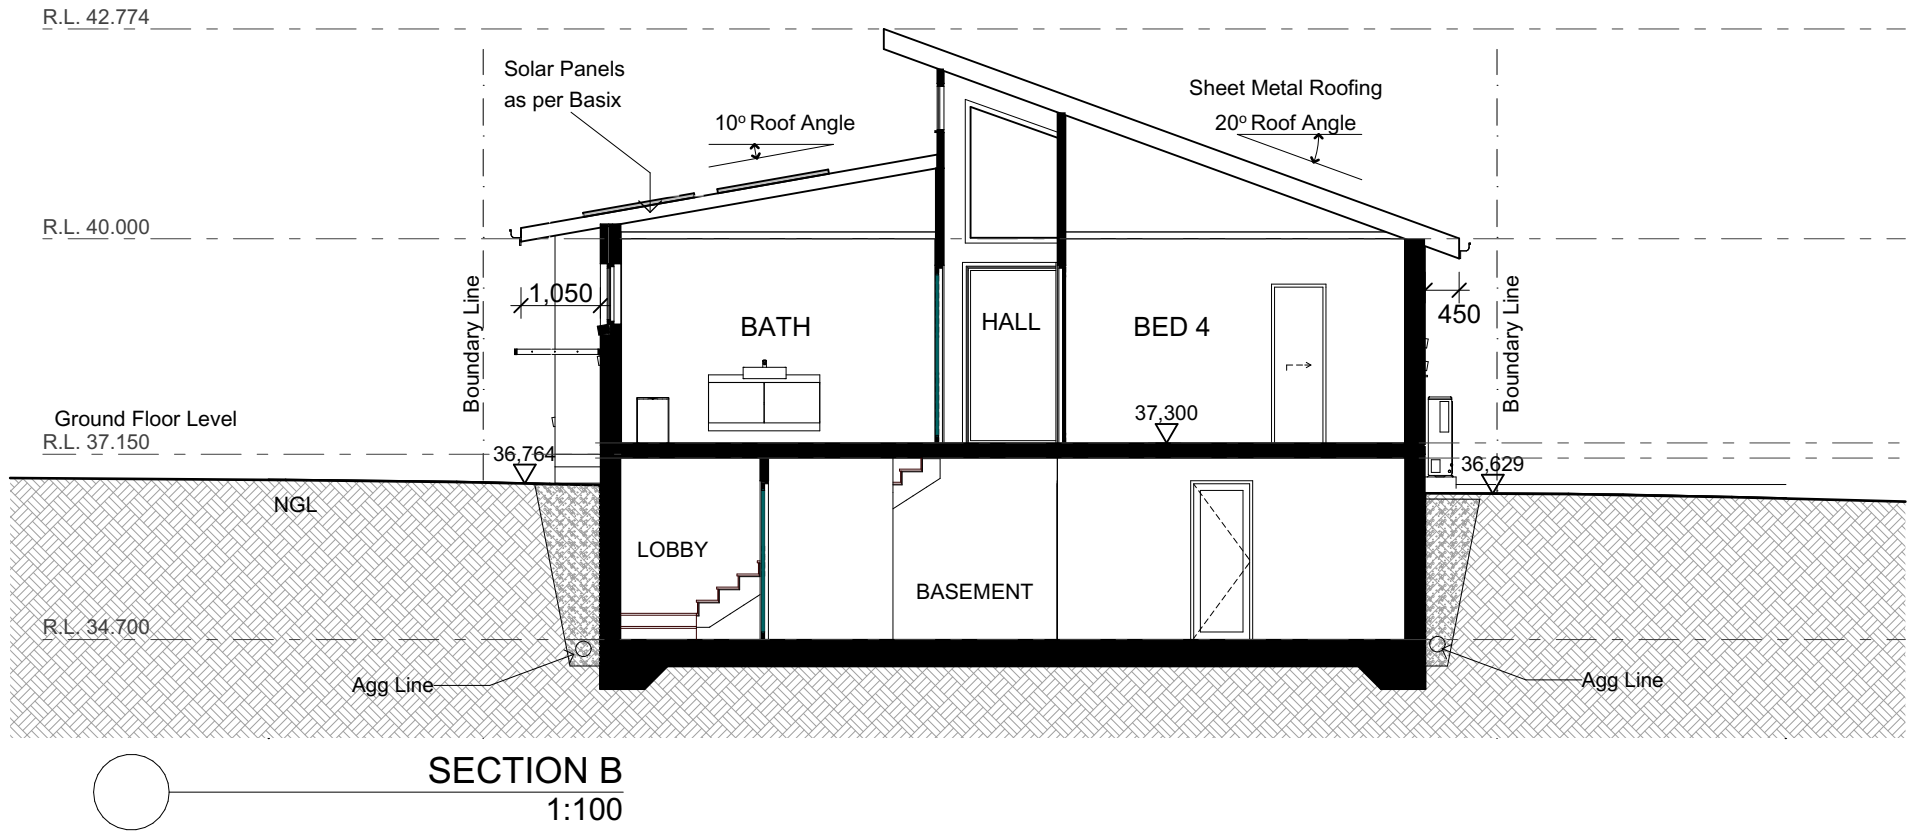 R.L. 42.774
Solar Panels
as per Basix
10° Roof Angle
Sheet Metal Roofing
20° Roof Angle
R.L. 40.000
Boundary Line
1,050
BATH
HALL
BED 4
450
Boundary Line
Ground Floor Level
R.L. 37.150
36,764
37,300
36,629
NGL
LOBBY
BASEMENT
R.L. 34.700
Agg Line
Agg Line
SECTION B
1:100